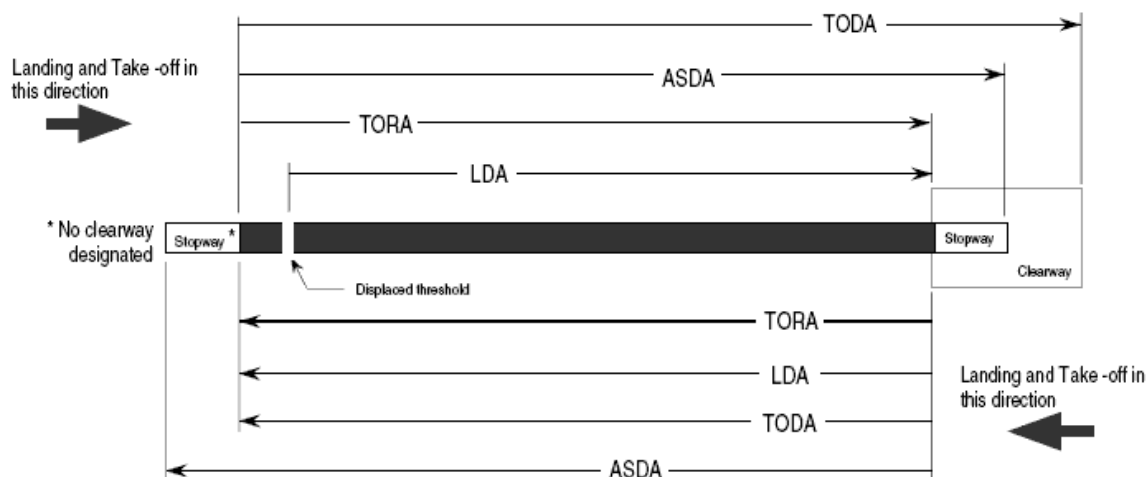 TODA
Landing and Take -off in
this direction
ASDA
TORA
LDA
* No clearway
designated
Stopway *
Stopway
Clearway
Displaced threshold
TORA
LDA
Landing and Take -off in
this direction
TODA
ASDA